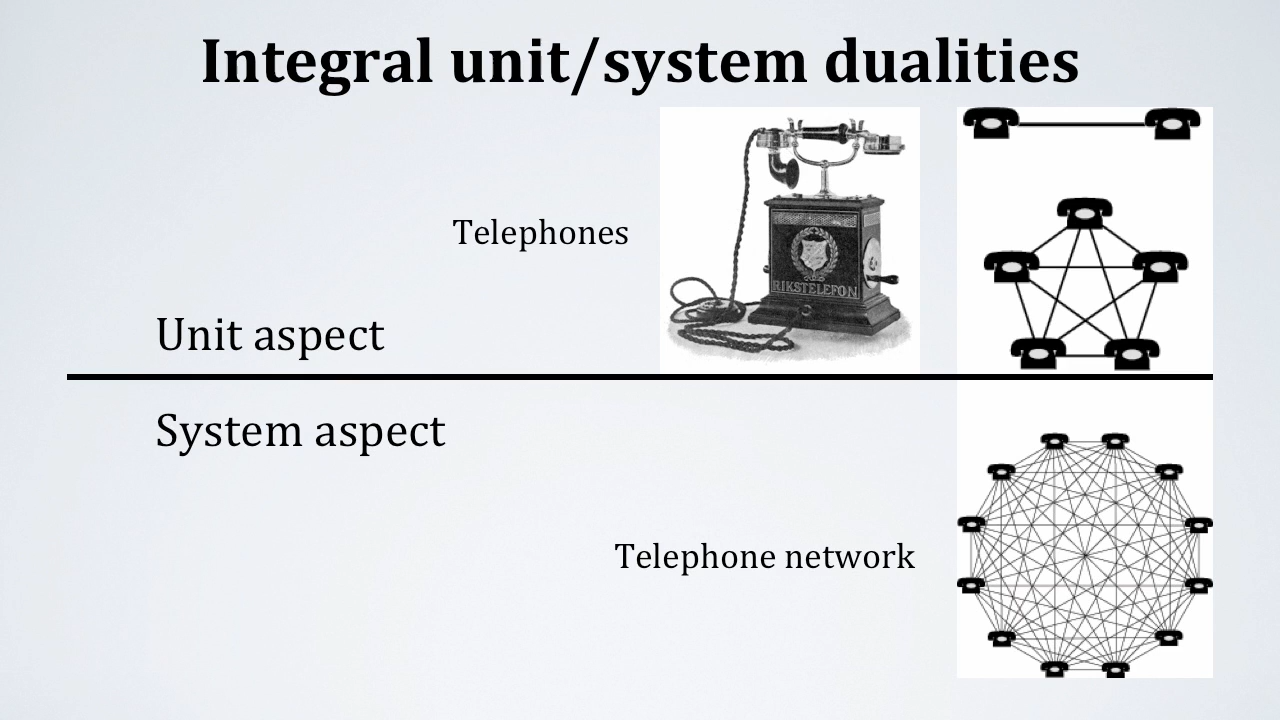 Integral unit/system dualities
Telephones
RIKSTELEFON
Unit aspect
System aspect
Telephone network